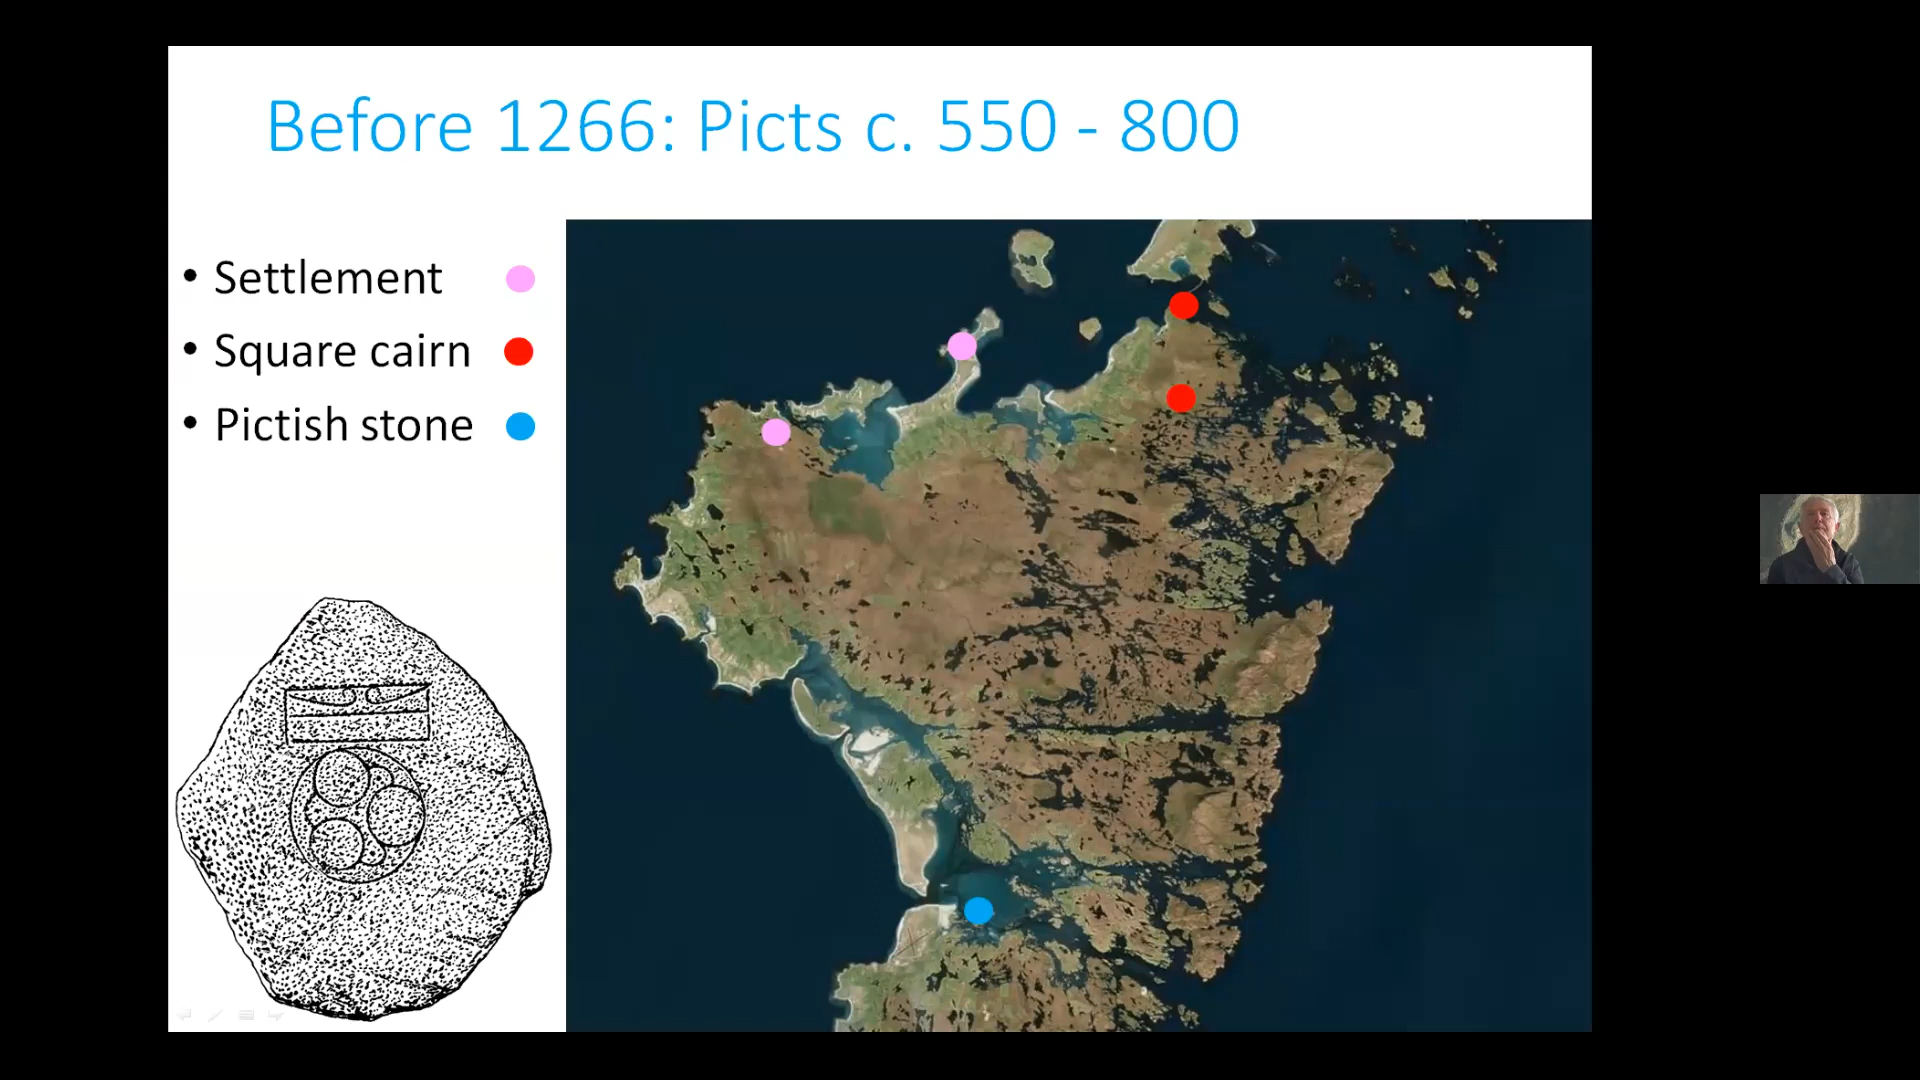 Before 1266: Picts c. 550 - 800
• Settlement
• Square cairn
• Pictish stone